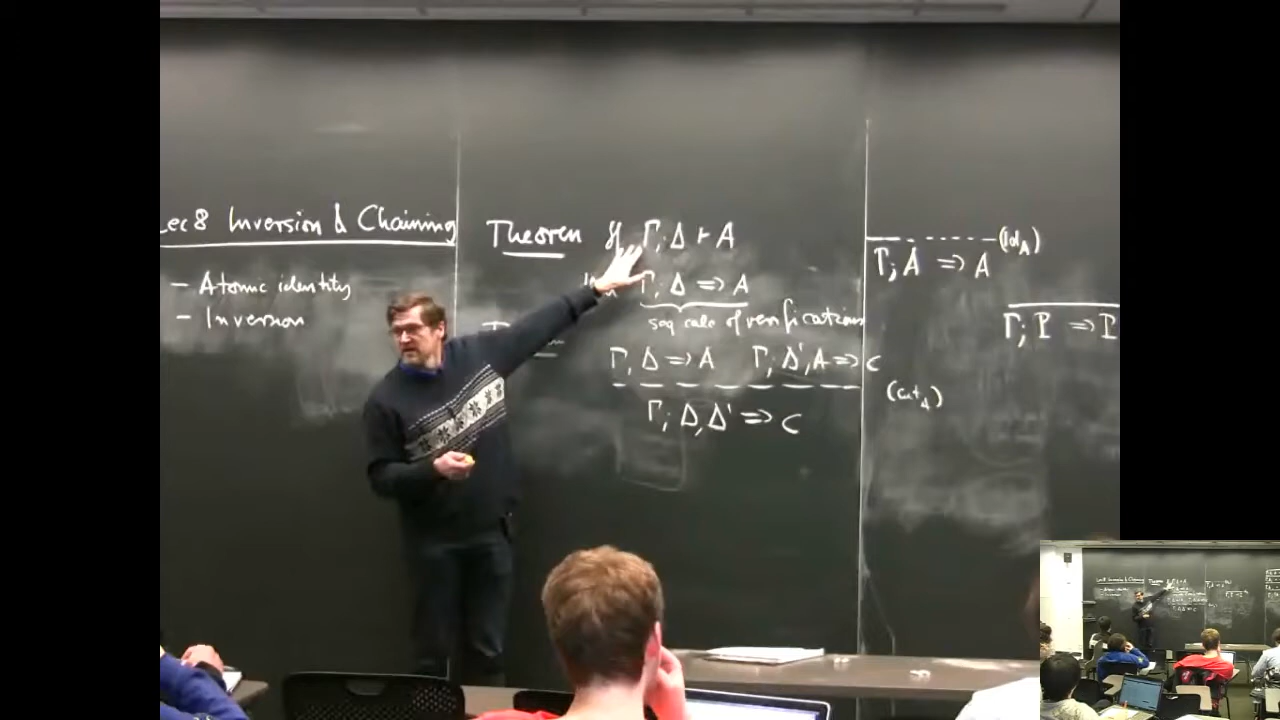 Lec 8 Inversion & Chaining
- Atomic identity
- Inversion
Theorem If Γ; Δ ⊢ A
Γ; Δ ⇒ A
seq calc of verifications
Γ; Δ ⇒ A Γ; Δ', A ⇒ C
(cut_A)
Γ; Δ, Δ' ⇒ C
(id_A)
Γ; A ⇒ A
Γ; P ⇒ P